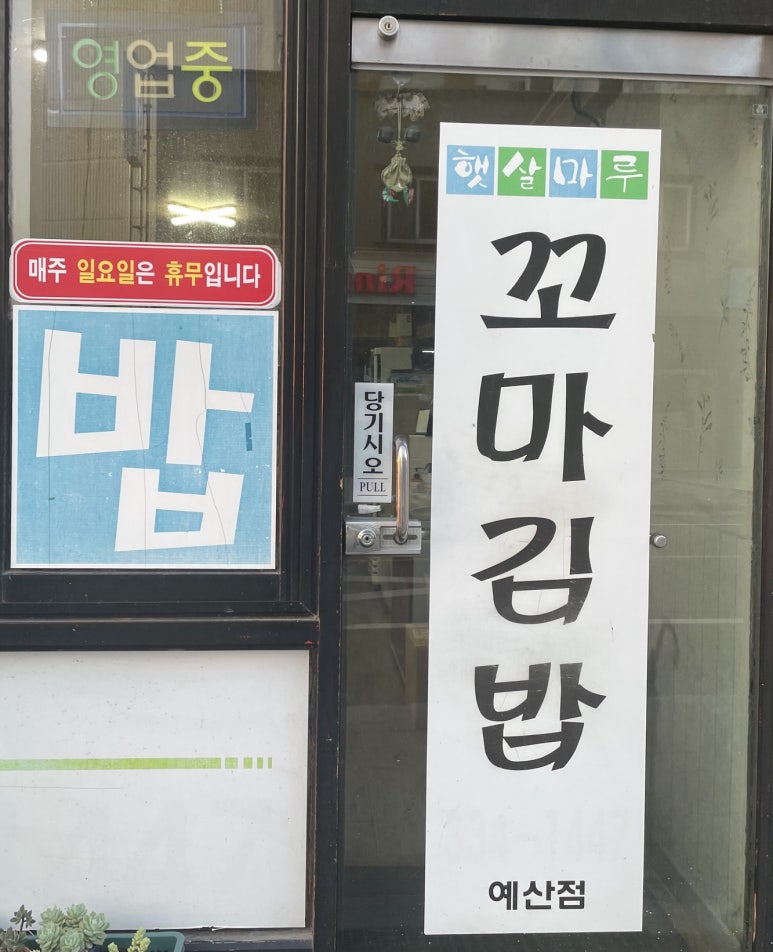 영업중
매주 일요일은 휴무입니다
밥
당기시오
PULL
햇살마루
꼬마김밥
예산점